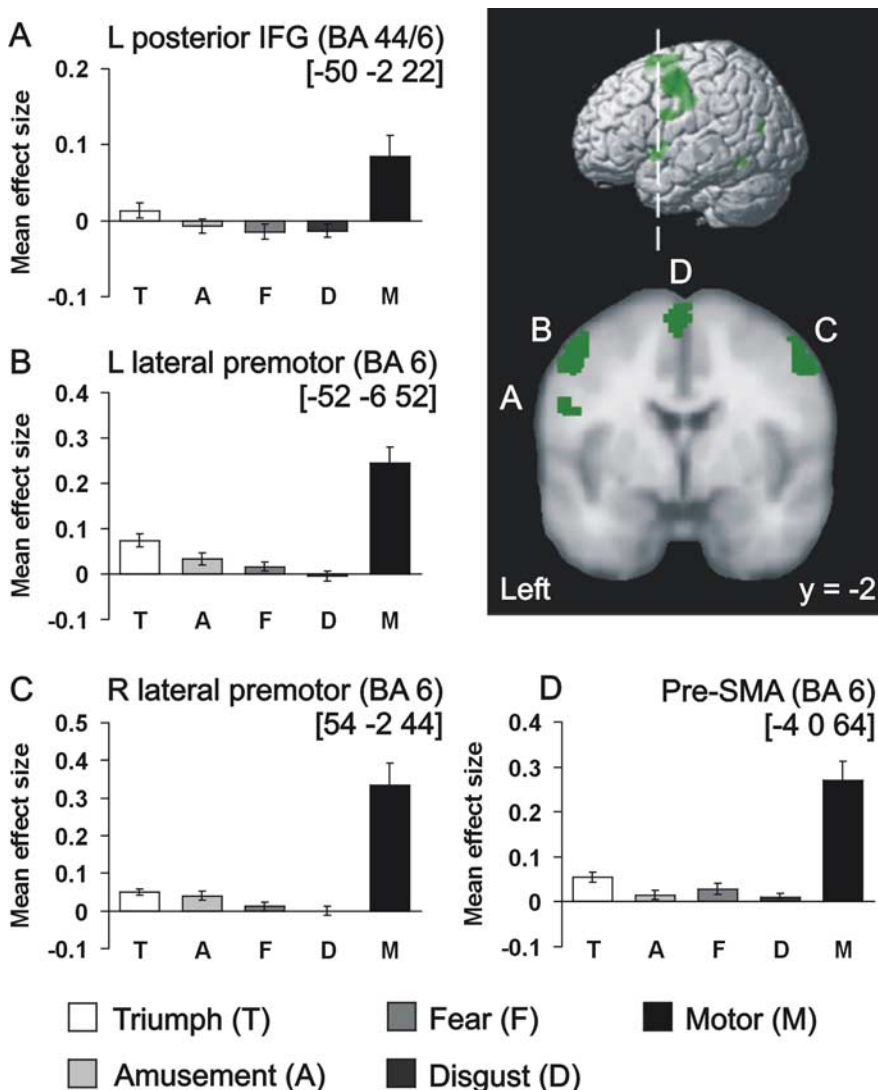 A
L posterior IFG (BA 44/6)
[-50 -2 22]
Mean effect size
0.2
0.1
0
-0.1
T A F D M
B
L lateral premotor (BA 6)
[-52 -6 52]
Mean effect size
0.4
0.3
0.2
0.1
0
-0.1
T A F D M
D
B
C
A
Left
y = -2
C
R lateral premotor (BA 6)
[54 -2 44]
Mean effect size
0.5
0.4
0.3
0.2
0.1
0
-0.1
T A F D M
D
Pre-SMA (BA 6)
[-4 0 64]
Mean effect size
0.4
0.3
0.2
0.1
0
-0.1
T A F D M
Triumph (T)
Fear (F)
Motor (M)
Amusement (A)
Disgust (D)